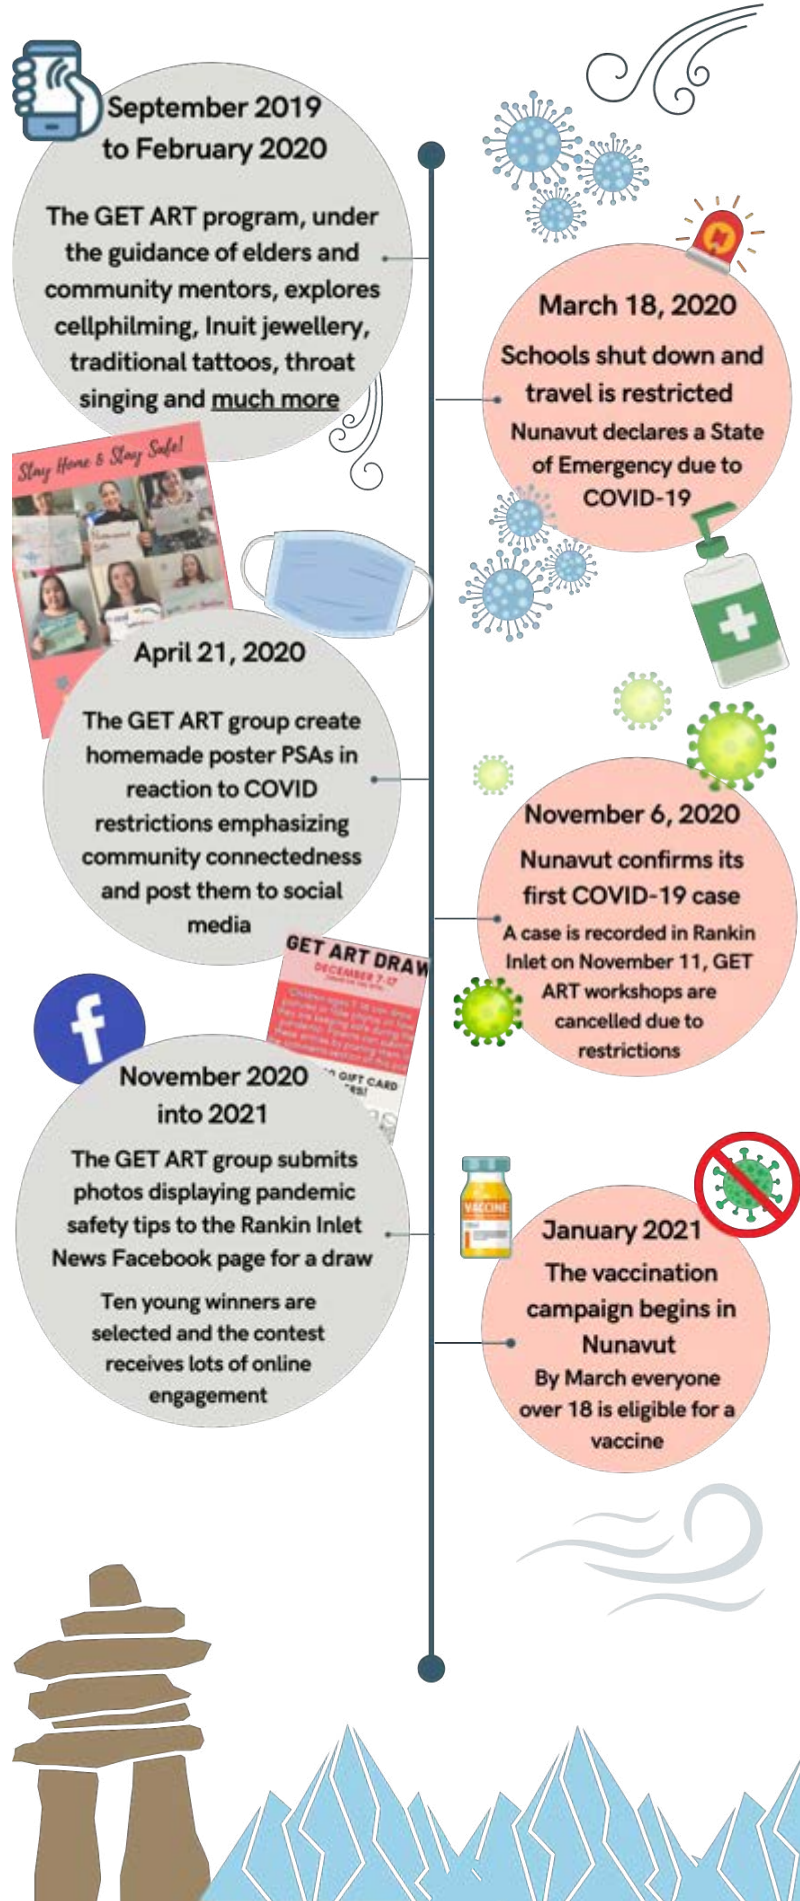 September 2019
to February 2020
The GET ART program, under
the guidance of elders and
community mentors, explores
cellphilming, Inuit jewellery,
traditional tattoos, throat
singing and much more
March 18, 2020
Schools shut down and
travel is restricted
Nunavut declares a State
of Emergency due to
COVID-19
Stay Home & Stay Safe!
April 21, 2020
The GET ART group create
homemade poster PSAs in
reaction to COVID
restrictions emphasizing
community connectedness
and post them to social
media
November 6, 2020
Nunavut confirms its
first COVID-19 case
A case is recorded in Rankin
Inlet on November 11, GET
ART workshops are
cancelled due to
restrictions
GET ART DRAW
DECEMBER 7-17
GIFT CARD
f
November 2020
into 2021
The GET ART group submits
photos displaying pandemic
safety tips to the Rankin Inlet
News Facebook page for a draw
Ten young winners are
selected and the contest
receives lots of online
engagement
VACCINE
January 2021
The vaccination
campaign begins in
Nunavut
By March everyone
over 18 is eligible for a
vaccine